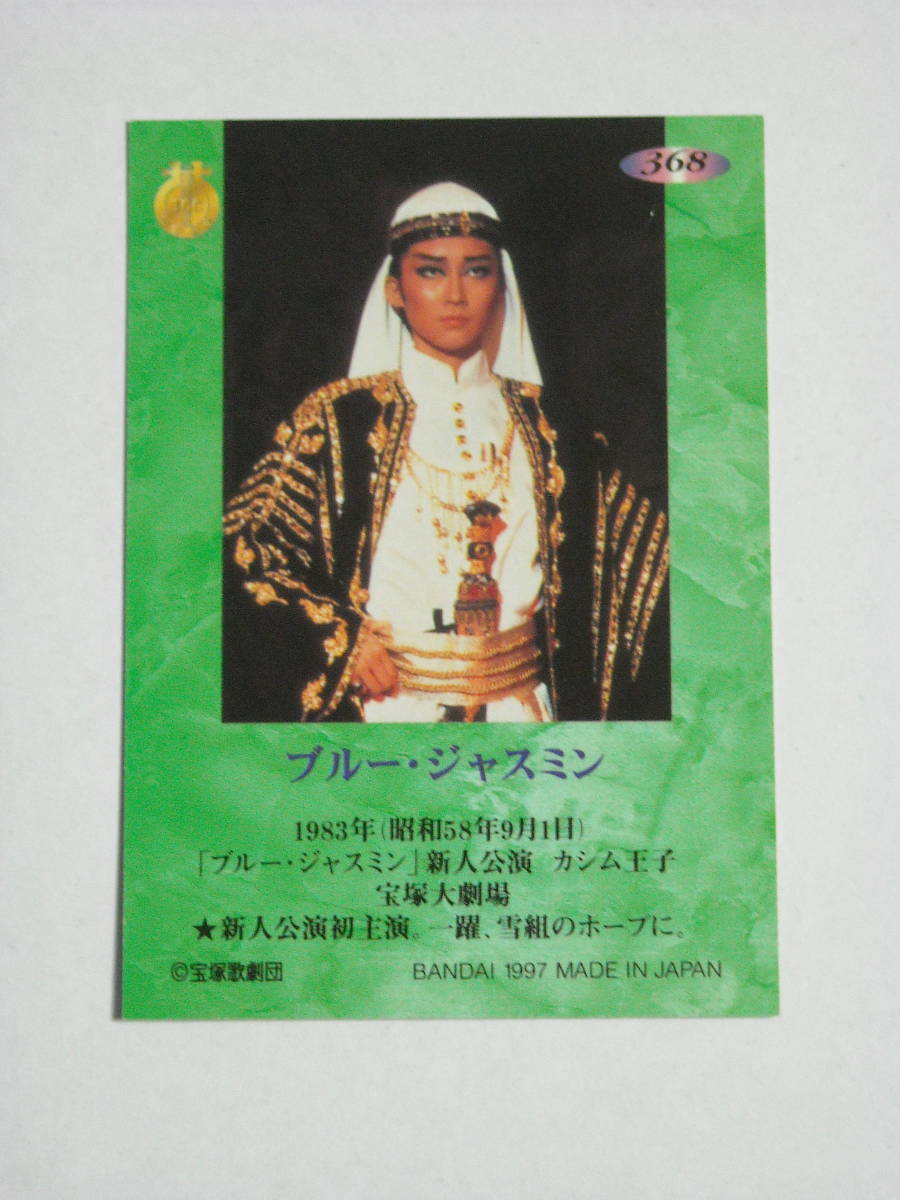 368
ブルー・ジャスミン
1983年(昭和58年9月1日)
「ブルー・ジャスミン」新人公演 カシム王子
宝塚大劇場
★新人公演初主演。一躍、雪組のホープに。
©宝塚歌劇団 BANDAI 1997 MADE IN JAPAN